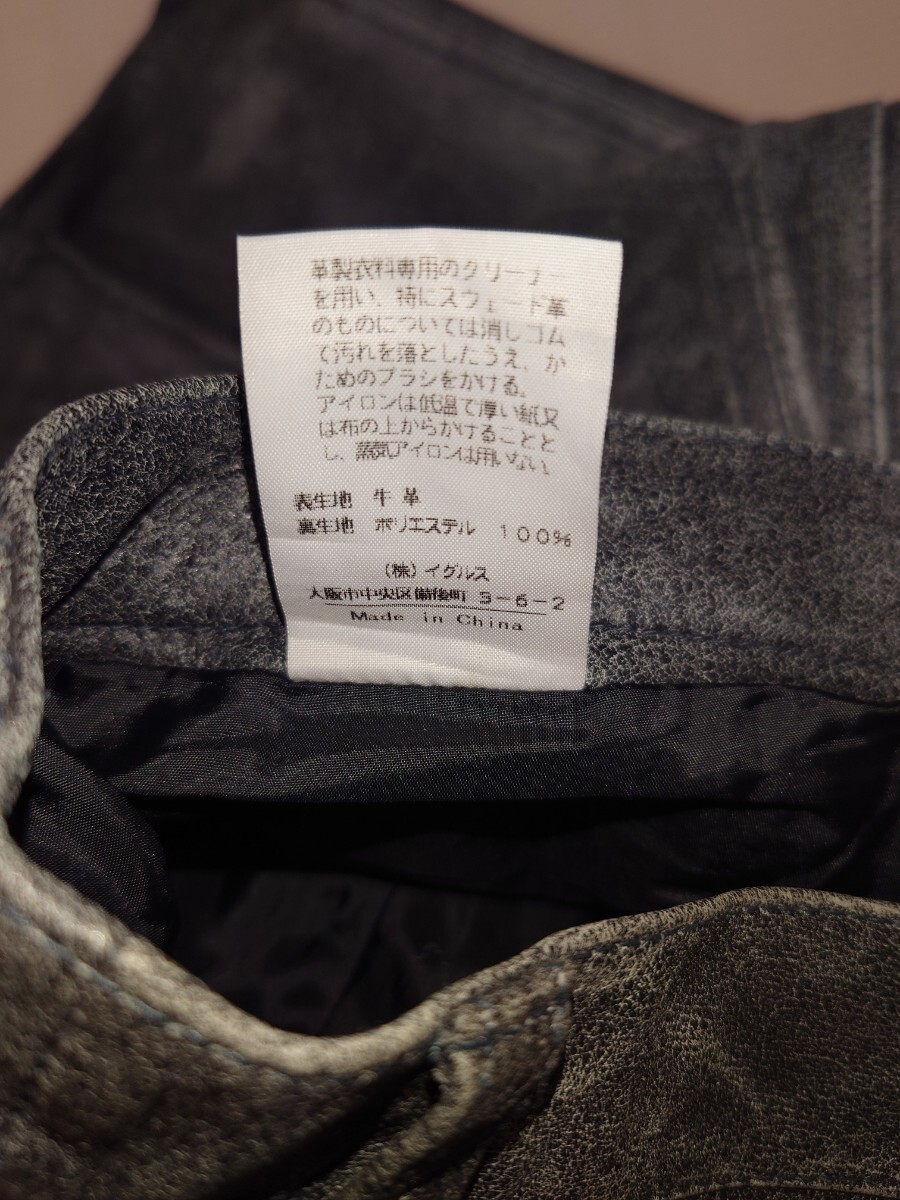 革製衣料専用のクリーナー
を用い、特にスウェード革
のものについては消しゴム
で汚れを落としたうえ、か
ためのブラシをかける。
アイロンは低温で厚い紙又
は布の上からかけることと
し、蒸気アイロンは用いない。
表生地 牛革
裏生地 ポリエステル 100%
(株)イグルス
大阪市中央区備後町 3-6-2
Made in China